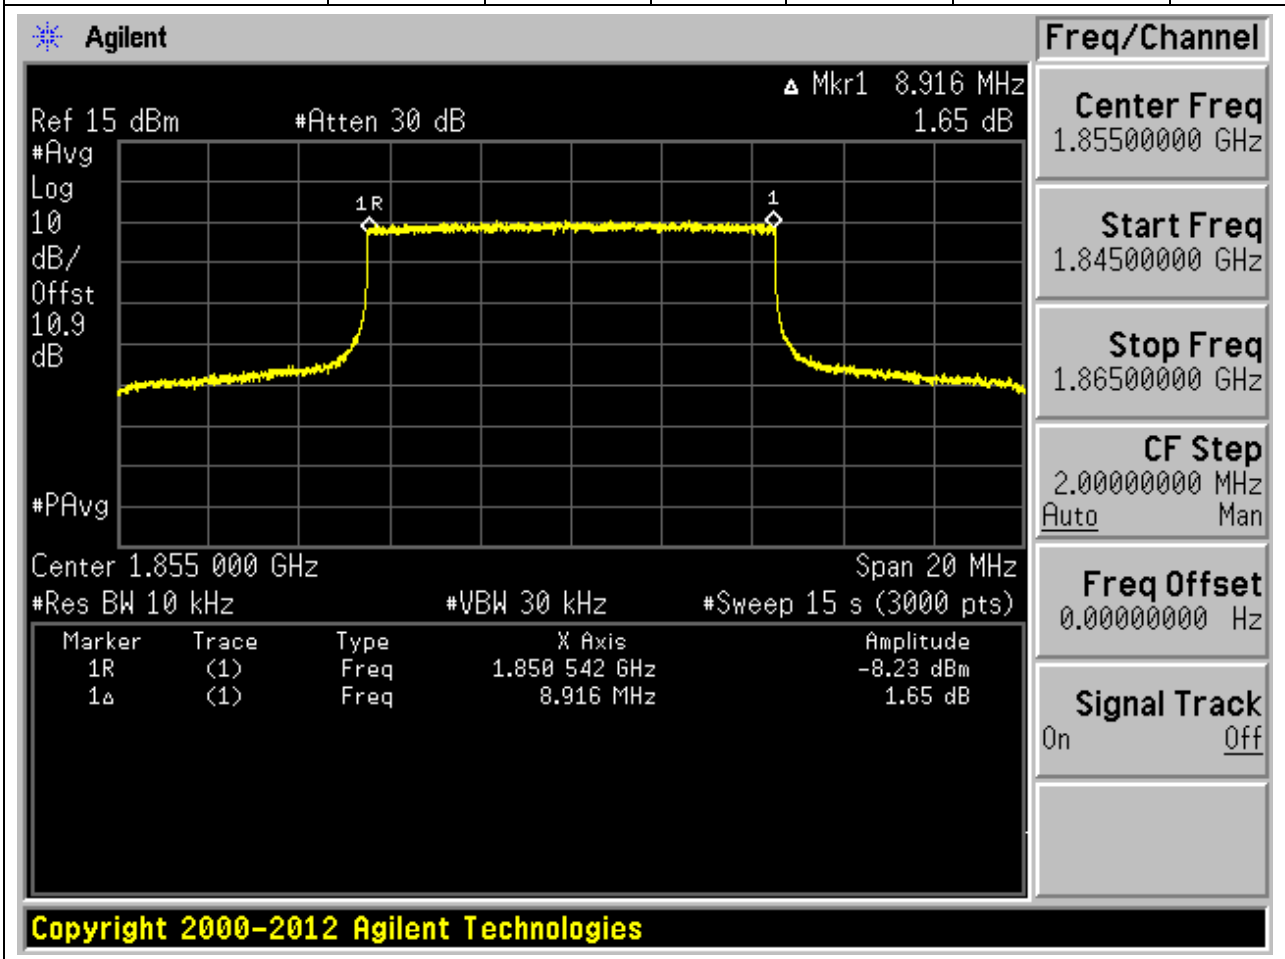 Agilent
Freq/Channel
Δ Mkr1 8.916 MHz
Ref 15 dBm #Atten 30 dB 1.65 dB
#Avg
Log
10
dB/
Offst
10.9
dB
#PAvg
1R
1
Center 1.855 000 GHz Span 20 MHz
#Res BW 10 kHz #VBW 30 kHz #Sweep 15 s (3000 pts)
Marker Trace Type X Axis Amplitude
1R (1) Freq 1.850 542 GHz -8.23 dBm
1Δ (1) Freq 8.916 MHz 1.65 dB
Center Freq
1.85500000 GHz
Start Freq
1.84500000 GHz
Stop Freq
1.86500000 GHz
CF Step
2.00000000 MHz
Auto Man
Freq Offset
0.00000000 Hz
Signal Track
On Off
Copyright 2000-2012 Agilent Technologies